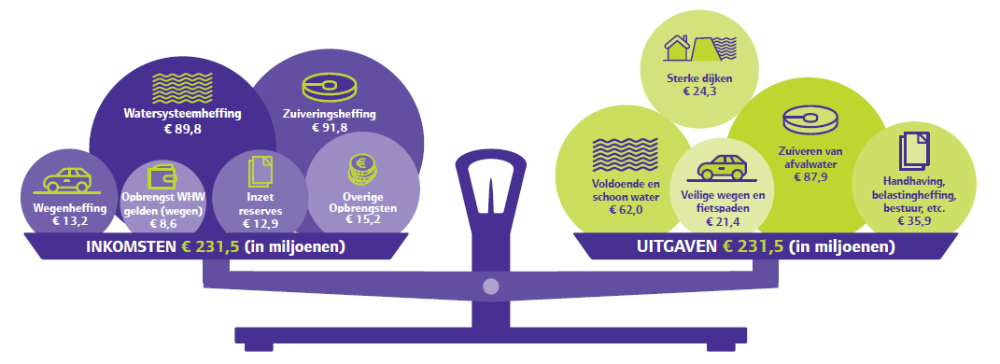 Watersysteemheffing
€ 89,8
Zuiveringsheffing
€ 91,8
Wegenheffing
€ 13,2
Opbrengst WHW
gelden (wegen)
€ 8,6
Inzet
reserves
€ 12,9
Overige
Opbrengsten
€ 15,2
INKOMSTEN € 231,5 (in miljoenen)
Sterke dijken
€ 24,3
Voldoende en
schoon water
€ 62,0
Veilige wegen en
fietspaden
€ 21,4
Zuiveren van
afvalwater
€ 87,9
Handhaving,
belastingheffing,
bestuur, etc.
€ 35,9
UITGAVEN € 231,5 (in miljoenen)